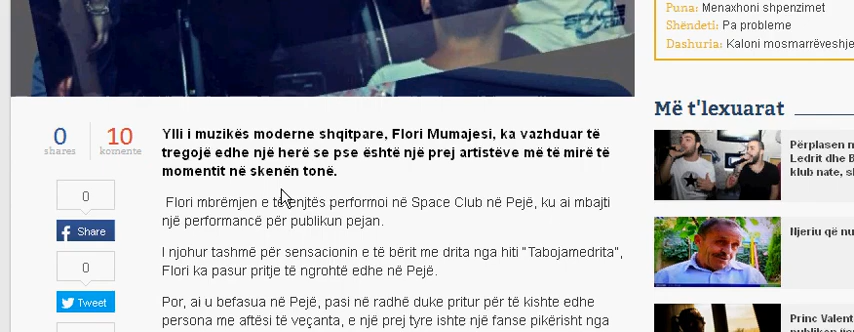 Puna: Menaxhoni shpenzimet
Shëndeti: Pa probleme
Dashuria: Kaloni mosmarrëveshje
0
shares
10
komente
Ylli i muzikës moderne shqitpare, Flori Mumajesi, ka vazhduar të
tregojë edhe një herë se pse është një prej artistëve më të mirë të
momentit në skenën tonë.
0
Share
0
Tweet
Flori mbrëmjen e të enjtës performoi në Space Club në Pejë, ku ai mbajti
një performancë për publikun pejan.
I njohur tashmë për sensacionin e të bërit me drita nga hiti "Tabojamedrita",
Flori ka pasur pritje të ngrohtë edhe në Pejë.
Por, ai u befasua në Pejë, pasi në radhë duke pritur për të kishte edhe
persona me aftësi të veçanta, e një prej tyre ishte një fanse pikërisht nga
Më t'lexuarat
Përplasen
Ledrit dhe
klub nate,
Njeriu që
Princ Valent